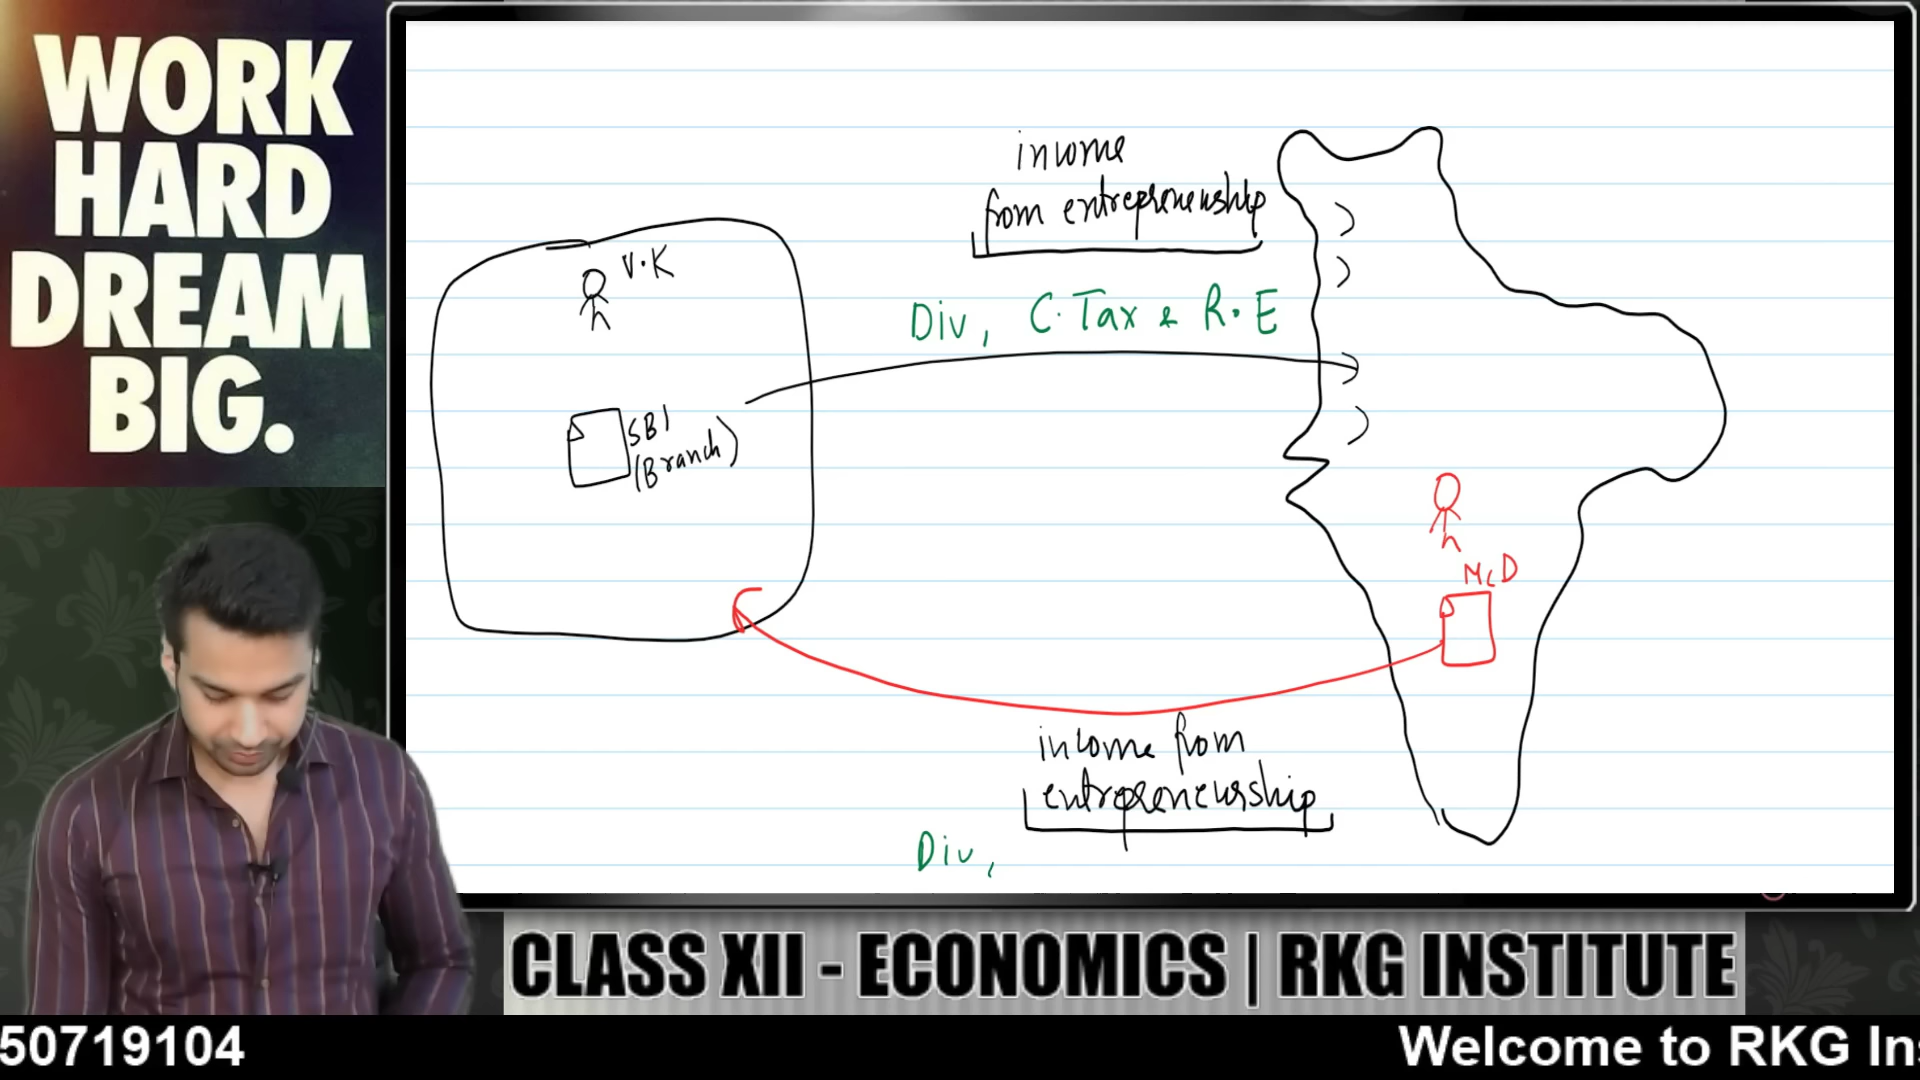 WORK
HARD
DREAM
BIG.
income
from entrepreneurship
V.K
Div, C.Tax & R.E
SBI
(Branch)
McD
income from
entrepreneurship
Div,
CLASS XII - ECONOMICS | RKG INSTITUTE
50719104
Welcome to RKG Ins